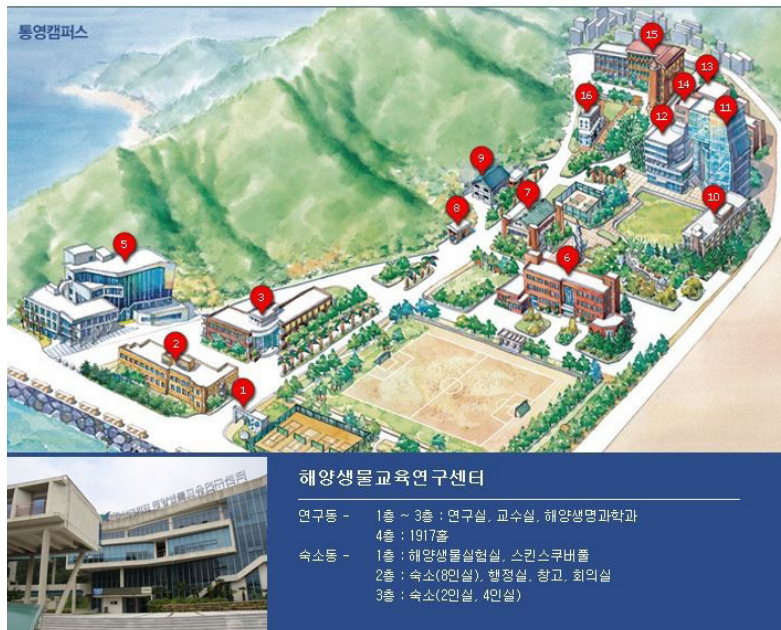 통영캠퍼스
15
13
14
16
11
12
9
7
10
8
5
6
3
2
1
해양생물교육연구센터
연구동 - 1층 ~ 3층 : 연구실, 교수실, 해양생명과학과
4층 : 1917홀
숙소동 - 1층 : 해양생물실험실, 스킨스쿠버풀
2층 : 숙소(8인실), 행정실, 창고, 회의실
3층 : 숙소(2인실, 4인실)